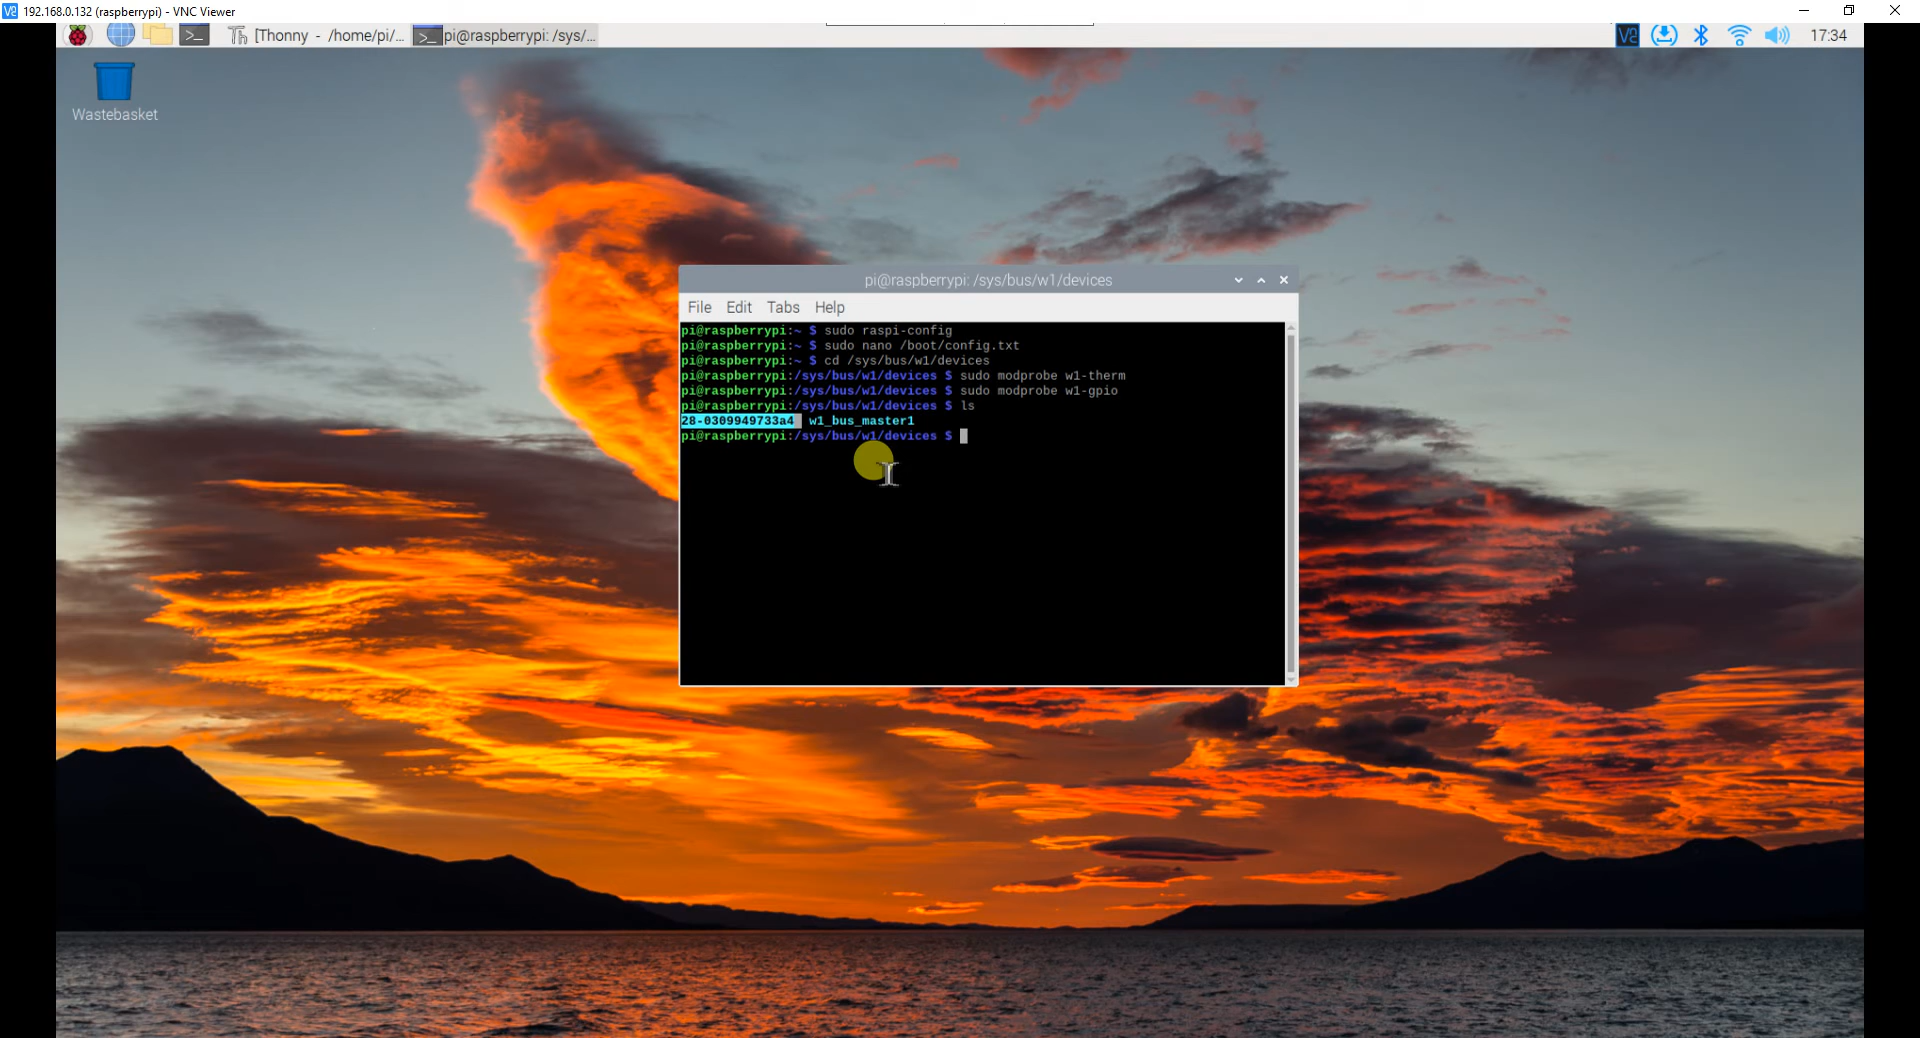 192.168.0.132 (raspberrypi) - VNC Viewer
[Thonny - /home/pi/... pi@raspberrypi: /sys/... 17:34
Wastebasket
pi@raspberrypi: /sys/bus/w1/devices
File Edit Tabs Help
pi@raspberrypi:~ $ sudo raspi-config
pi@raspberrypi:~ $ sudo nano /boot/config.txt
pi@raspberrypi:~ $ cd /sys/bus/w1/devices
pi@raspberrypi:/sys/bus/w1/devices $ sudo modprobe w1-therm
pi@raspberrypi:/sys/bus/w1/devices $ sudo modprobe w1-gpio
pi@raspberrypi:/sys/bus/w1/devices $ ls
28-0309949733a4 w1_bus_master1
pi@raspberrypi:/sys/bus/w1/devices $